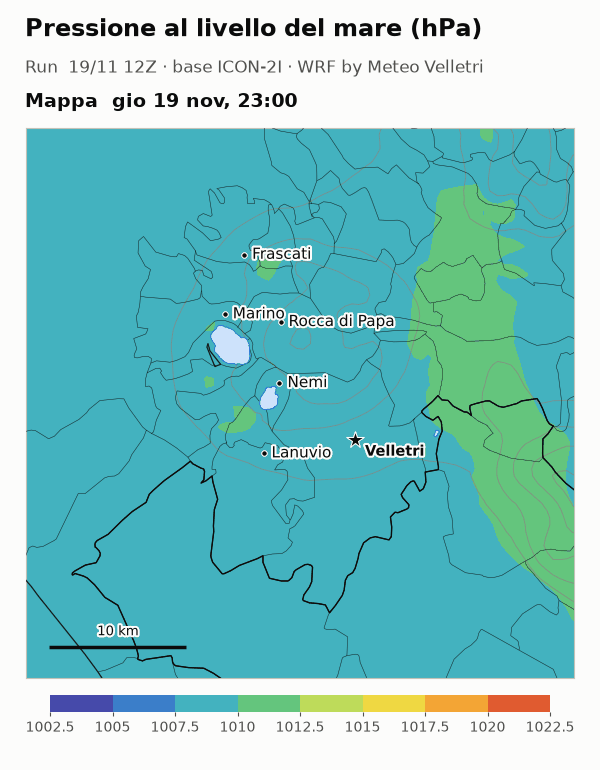 Pressione al livello del mare (hPa)
Run  19/11 12Z · base ICON-2I · WRF by Meteo Velletri
Mappa  gio 19 nov, 23:00
Frascati
Marino
Rocca di Papa
Nemi
Velletri
Lanuvio
10 km
1002.5 1005 1007.5 1010 1012.5 1015 1017.5 1020 1022.5